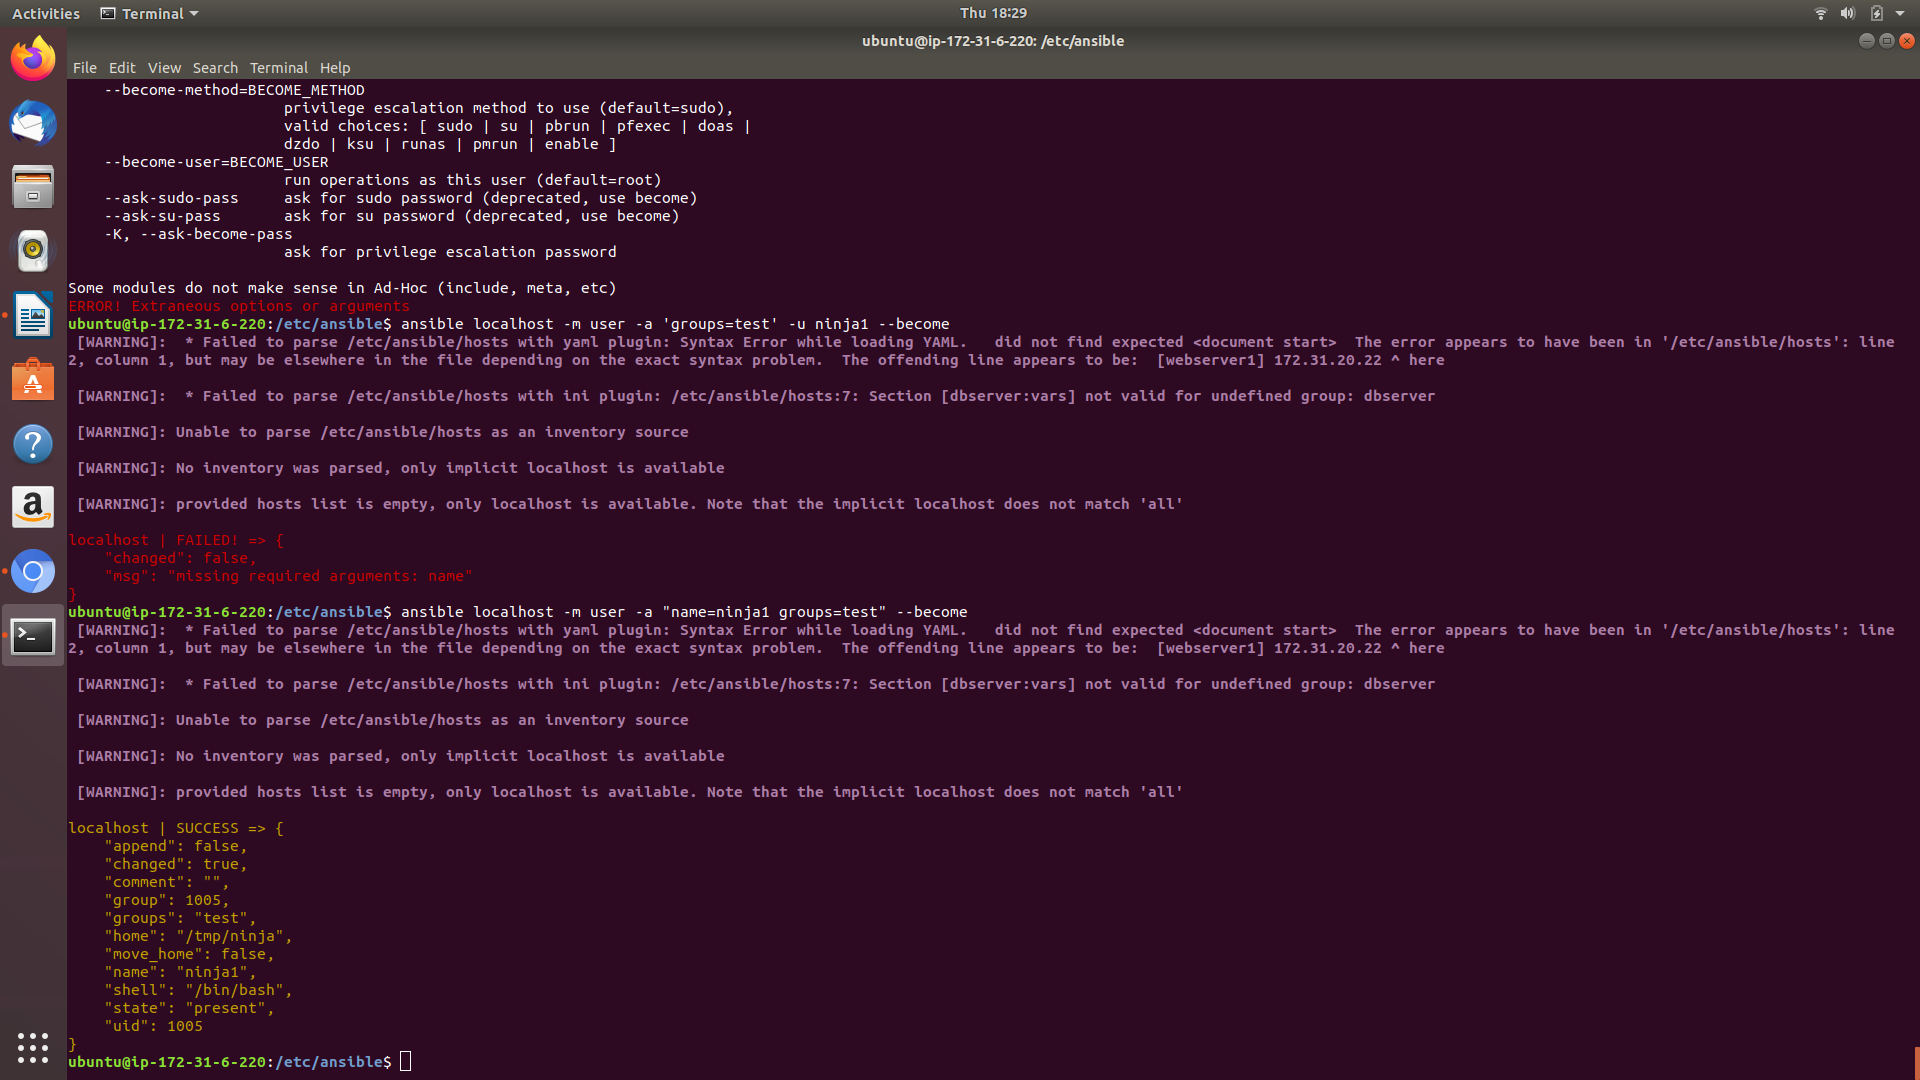 Activities Terminal Thu 18:29
ubuntu@ip-172-31-6-220: /etc/ansible
File Edit View Search Terminal Help
    --become-method=BECOME_METHOD
                        privilege escalation method to use (default=sudo),
                        valid choices: [ sudo | su | pbrun | pfexec | doas |
                        dzdo | ksu | runas | pmrun | enable ]
    --become-user=BECOME_USER
                        run operations as this user (default=root)
    --ask-sudo-pass     ask for sudo password (deprecated, use become)
    --ask-su-pass       ask for su password (deprecated, use become)
    -K, --ask-become-pass
                        ask for privilege escalation password

Some modules do not make sense in Ad-Hoc (include, meta, etc)
ERROR! Extraneous options or arguments
ubuntu@ip-172-31-6-220:/etc/ansible$ ansible localhost -m user -a 'groups=test' -u ninja1 --become
 [WARNING]:  * Failed to parse /etc/ansible/hosts with yaml plugin: Syntax Error while loading YAML.   did not find expected <document start>  The error appears to have been in '/etc/ansible/hosts': line
2, column 1, but may be elsewhere in the file depending on the exact syntax problem.  The offending line appears to be:  [webserver1] 172.31.20.22 ^ here

 [WARNING]:  * Failed to parse /etc/ansible/hosts with ini plugin: /etc/ansible/hosts:7: Section [dbserver:vars] not valid for undefined group: dbserver

 [WARNING]: Unable to parse /etc/ansible/hosts as an inventory source

 [WARNING]: No inventory was parsed, only implicit localhost is available

 [WARNING]: provided hosts list is empty, only localhost is available. Note that the implicit localhost does not match 'all'

localhost | FAILED! => {
    "changed": false,
    "msg": "missing required arguments: name"
}
ubuntu@ip-172-31-6-220:/etc/ansible$ ansible localhost -m user -a "name=ninja1 groups=test" --become
 [WARNING]:  * Failed to parse /etc/ansible/hosts with yaml plugin: Syntax Error while loading YAML.   did not find expected <document start>  The error appears to have been in '/etc/ansible/hosts': line
2, column 1, but may be elsewhere in the file depending on the exact syntax problem.  The offending line appears to be:  [webserver1] 172.31.20.22 ^ here

 [WARNING]:  * Failed to parse /etc/ansible/hosts with ini plugin: /etc/ansible/hosts:7: Section [dbserver:vars] not valid for undefined group: dbserver

 [WARNING]: Unable to parse /etc/ansible/hosts as an inventory source

 [WARNING]: No inventory was parsed, only implicit localhost is available

 [WARNING]: provided hosts list is empty, only localhost is available. Note that the implicit localhost does not match 'all'

localhost | SUCCESS => {
    "append": false,
    "changed": true,
    "comment": "",
    "group": 1005,
    "groups": "test",
    "home": "/tmp/ninja",
    "move_home": false,
    "name": "ninja1",
    "shell": "/bin/bash",
    "state": "present",
    "uid": 1005
}
ubuntu@ip-172-31-6-220:/etc/ansible$